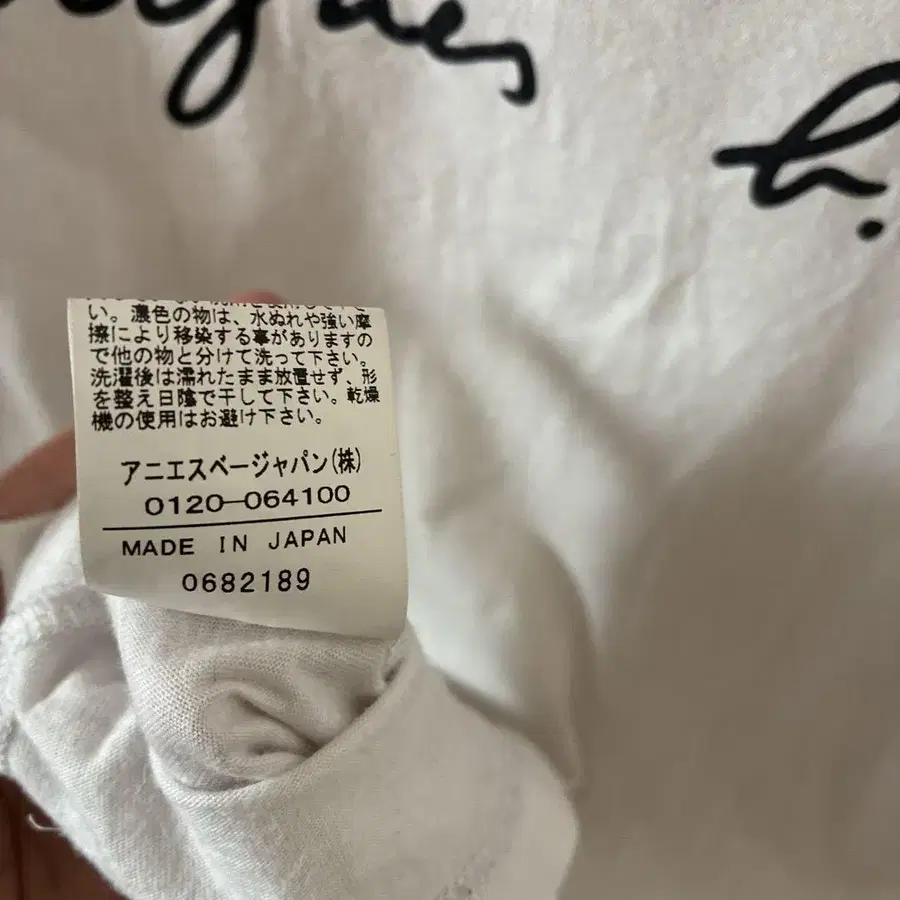 b.
い。濃色の物は、水ぬれや強い摩
擦により移染する事がありますの
で他の物と分けて洗って下さい。
洗濯後は濡れたまま放置せず、形
を整え日陰で干して下さい。乾燥
機の使用はお避け下さい。
アニエスベージャパン(株)
0120-064100
MADE IN JAPAN
0682189